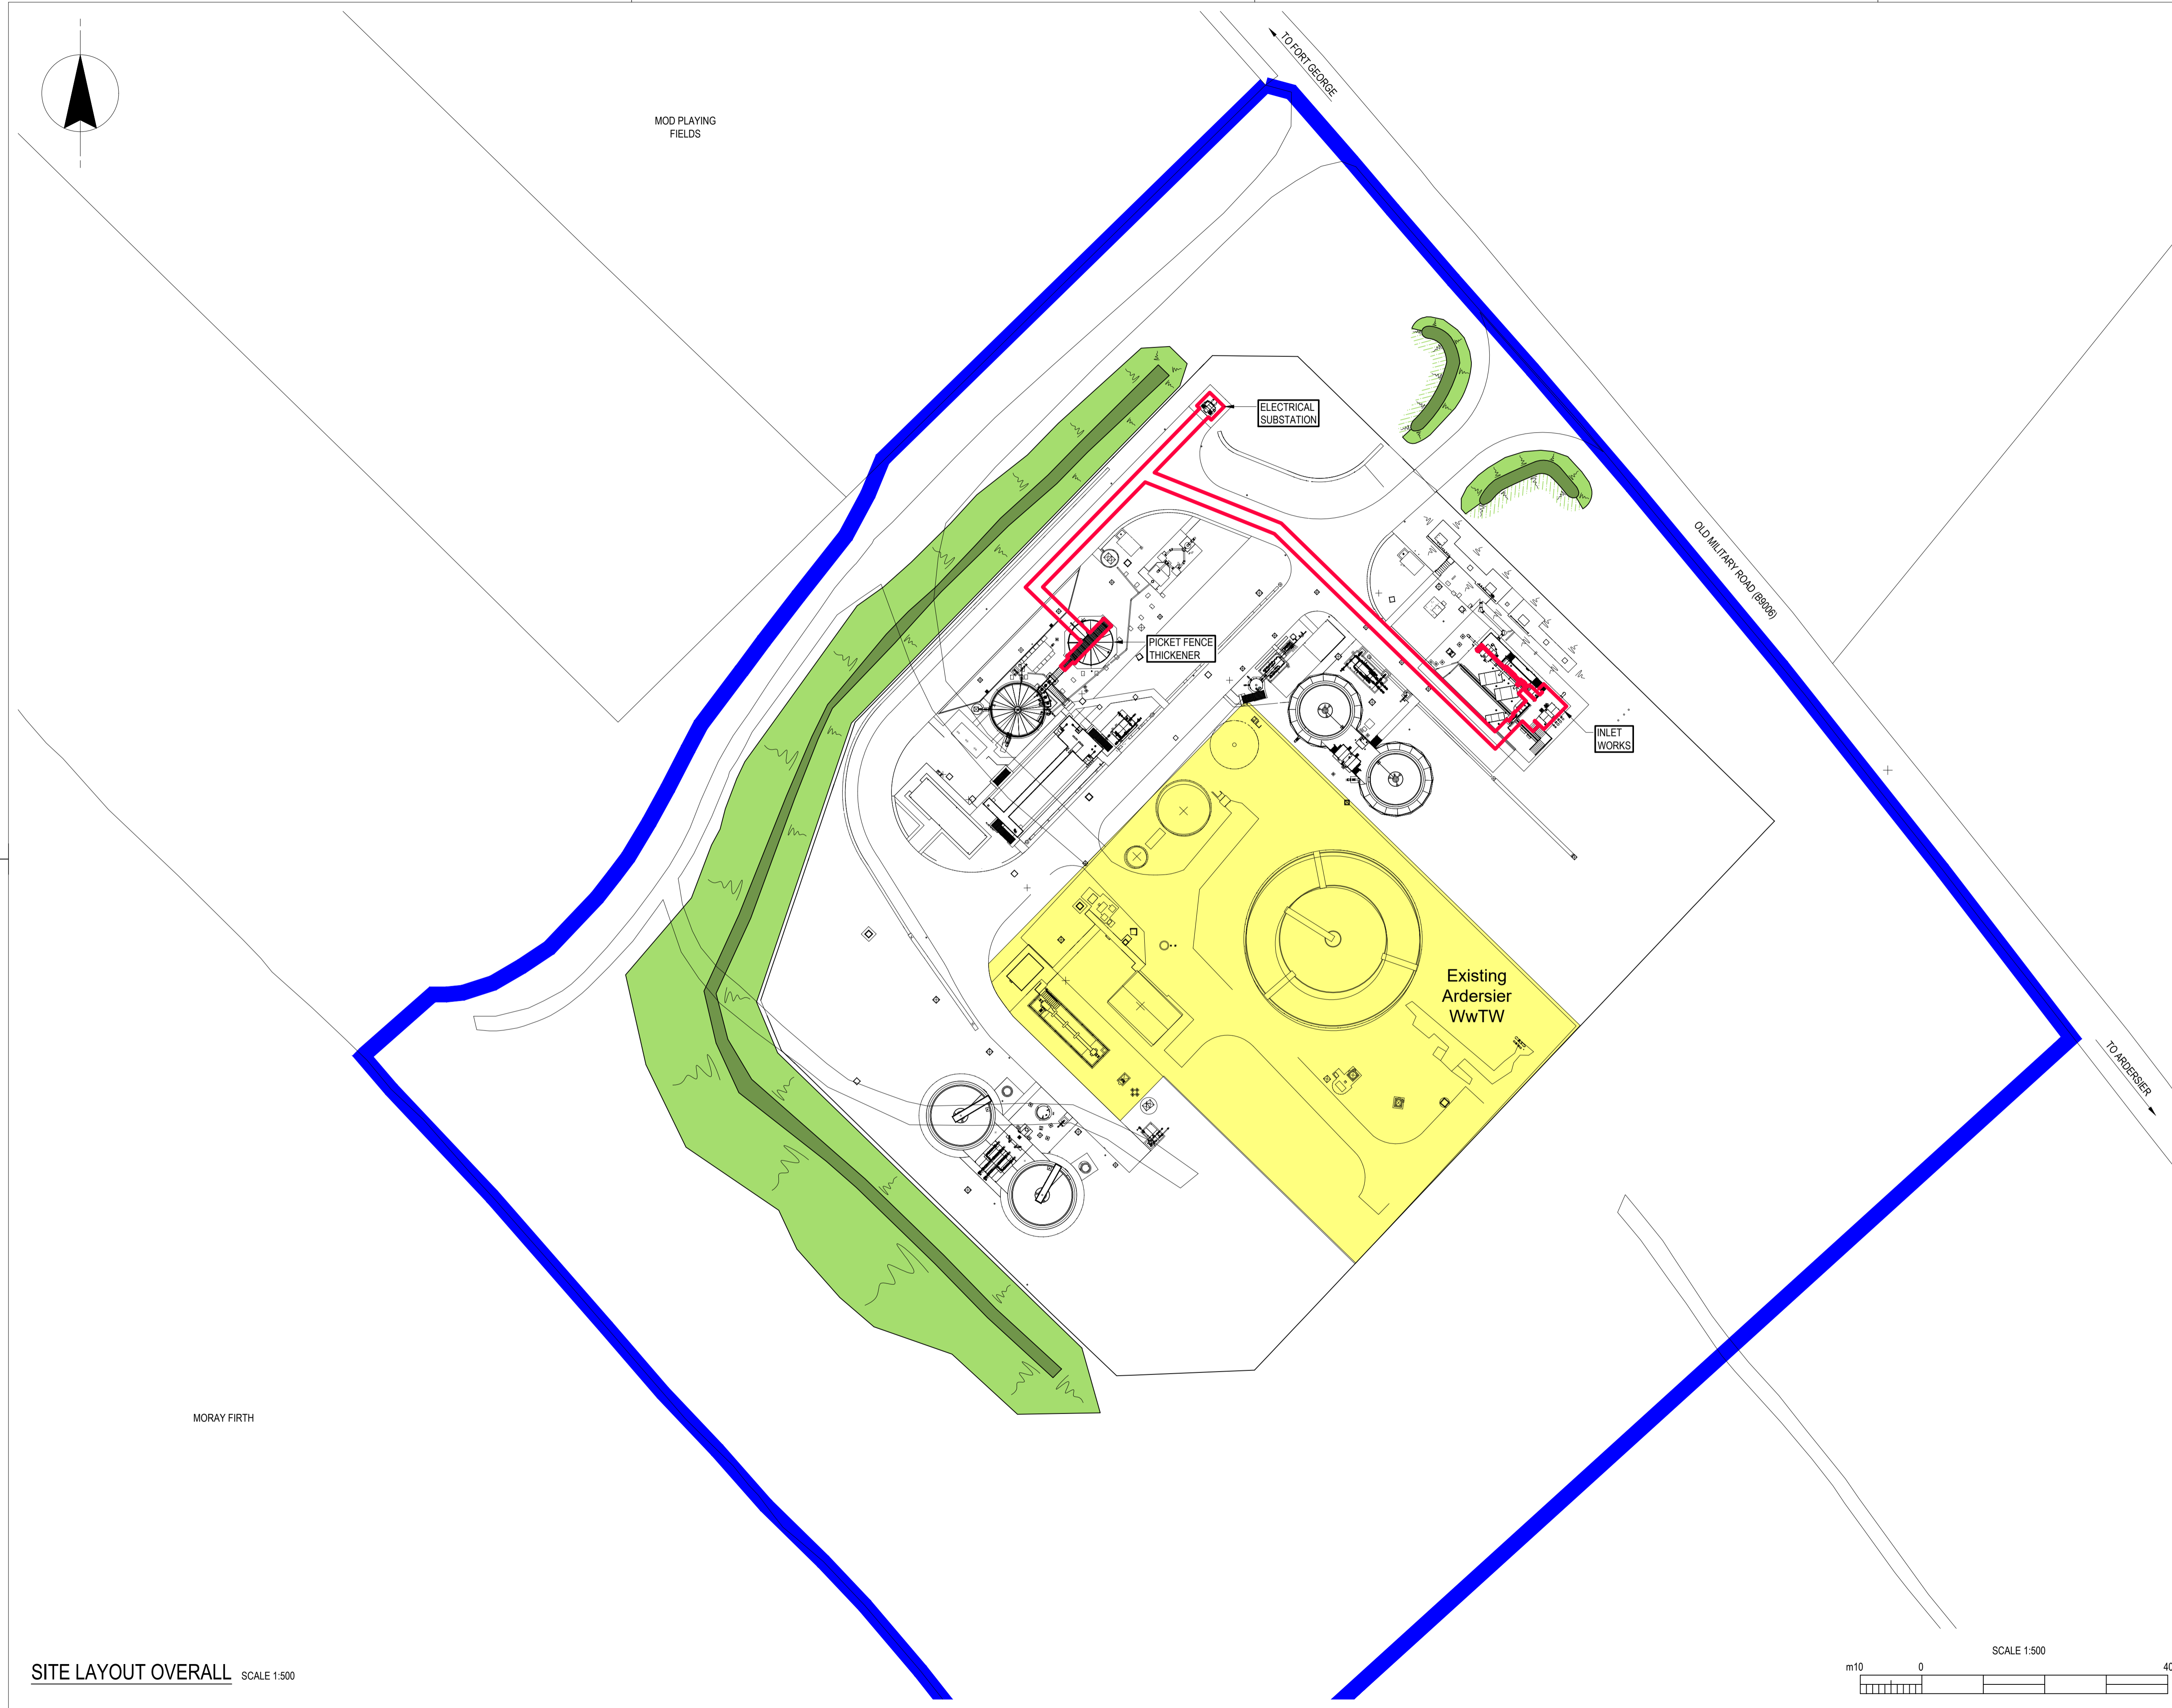 TO FORT GEORGE
MOD PLAYING
FIELDS
ELECTRICAL
SUBSTATION
OLD MILITARY ROAD (B9006)
PICKET FENCE
THICKENER
INLET
WORKS
Existing
Ardersier
WwTW
TO ARDERSIER
MORAY FIRTH
SITE LAYOUT OVERALL SCALE 1:500
SCALE 1:500
m10 0 40